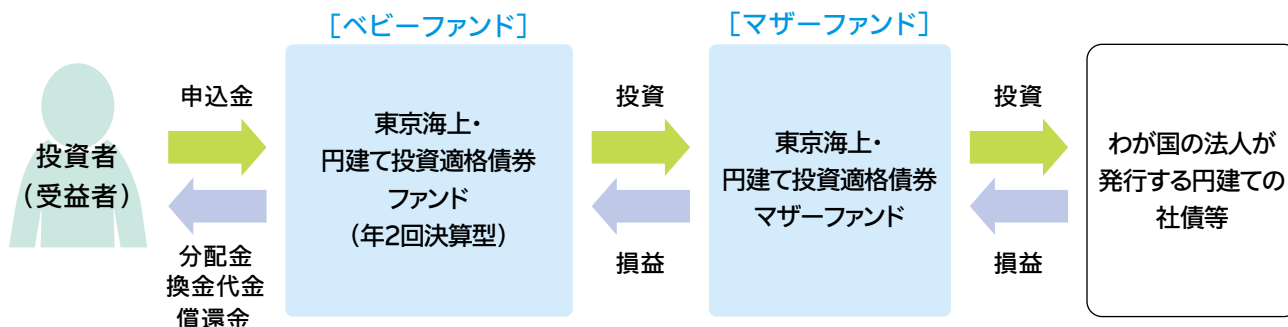 [ベビーファンド]
[マザーファンド]
投資者
(受益者)
申込金
分配金
換金代金
償還金
東京海上・
円建て投資適格債券
ファンド
(年2回決算型)
投資
損益
東京海上・
円建て投資適格債券
マザーファンド
投資
損益
わが国の法人が
発行する円建ての
社債等